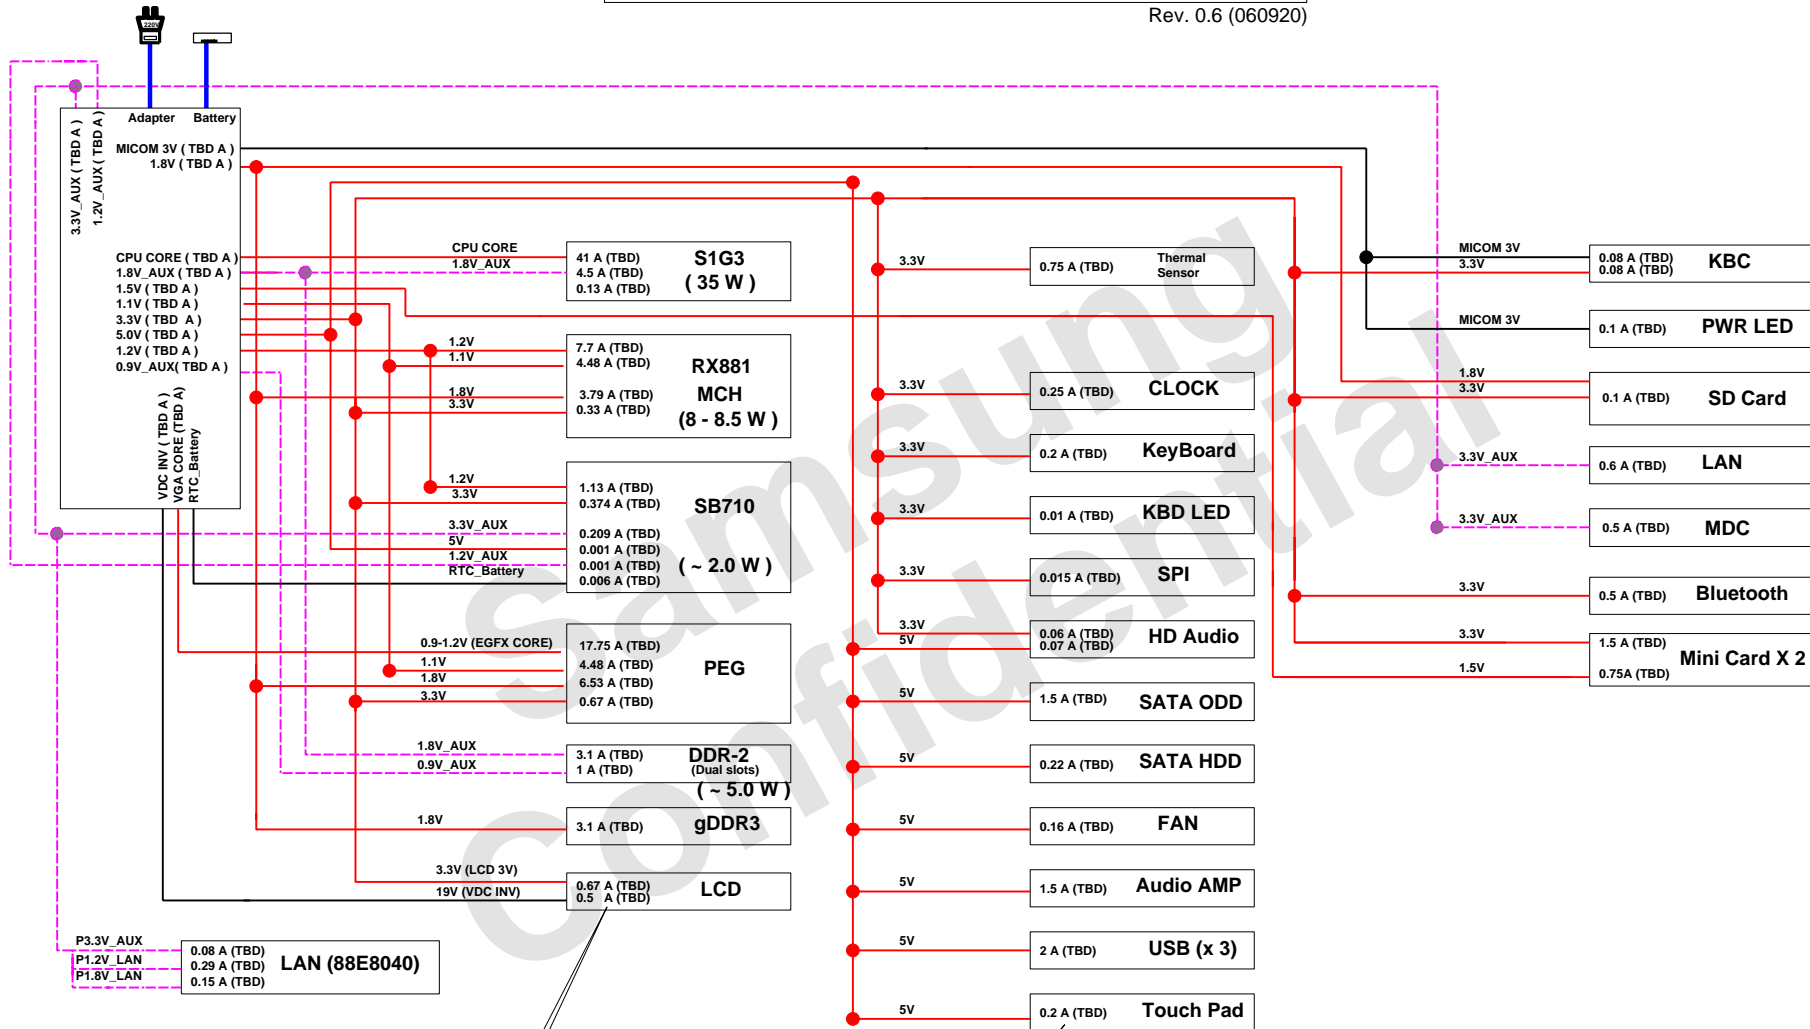 Rev. 0.6 (060920)
220V
Adapter
Battery
3.3V_AUX ( TBD A )
1.2V_AUX ( TBD A )
MICOM 3V ( TBD A )
1.8V ( TBD A )
CPU CORE ( TBD A )
1.8V_AUX ( TBD A )
1.5V ( TBD A )
1.1V ( TBD A )
3.3V ( TBD A )
5.0V ( TBD A )
1.2V ( TBD A )
0.9V_AUX( TBD A )
VDC INV ( TBD A )
VGA CORE (TBD A)
RTC_Battery
CPU CORE
1.8V_AUX
41 A (TBD)
4.5 A (TBD)
0.13 A (TBD)
S1G3
( 35 W )
1.2V
1.1V
1.8V
3.3V
7.7 A (TBD)
4.48 A (TBD)
3.79 A (TBD)
0.33 A (TBD)
RX881
MCH
(8 - 8.5 W )
1.2V
3.3V
3.3V_AUX
5V
1.2V_AUX
RTC_Battery
1.13 A (TBD)
0.374 A (TBD)
0.209 A (TBD)
0.001 A (TBD)
0.001 A (TBD)
0.006 A (TBD)
SB710
( ~ 2.0 W )
0.9-1.2V (EGFX CORE)
1.1V
1.8V
3.3V
17.75 A (TBD)
4.48 A (TBD)
6.53 A (TBD)
0.67 A (TBD)
PEG
1.8V_AUX
0.9V_AUX
3.1 A (TBD)
1 A (TBD)
DDR-2
(Dual slots)
( ~ 5.0 W )
1.8V
3.1 A (TBD)
gDDR3
3.3V (LCD 3V)
19V (VDC INV)
0.67 A (TBD)
0.5 A (TBD)
LCD
P3.3V_AUX
P1.2V_LAN
P1.8V_LAN
0.08 A (TBD)
0.29 A (TBD)
0.15 A (TBD)
LAN (88E8040)
3.3V
0.75 A (TBD)
Thermal
Sensor
3.3V
0.25 A (TBD)
CLOCK
3.3V
0.2 A (TBD)
KeyBoard
3.3V
0.01 A (TBD)
KBD LED
3.3V
0.015 A (TBD)
SPI
3.3V
5V
0.06 A (TBD)
0.07 A (TBD)
HD Audio
5V
1.5 A (TBD)
SATA ODD
5V
0.22 A (TBD)
SATA HDD
5V
0.16 A (TBD)
FAN
5V
1.5 A (TBD)
Audio AMP
5V
2 A (TBD)
USB (x 3)
5V
0.2 A (TBD)
Touch Pad
MICOM 3V
3.3V
0.08 A (TBD)
0.08 A (TBD)
KBC
MICOM 3V
0.1 A (TBD)
PWR LED
1.8V
3.3V
0.1 A (TBD)
SD Card
3.3V_AUX
0.6 A (TBD)
LAN
3.3V_AUX
0.5 A (TBD)
MDC
3.3V
0.5 A (TBD)
Bluetooth
3.3V
1.5V
1.5 A (TBD)
0.75A (TBD)
Mini Card X 2
Samsung
Confidential